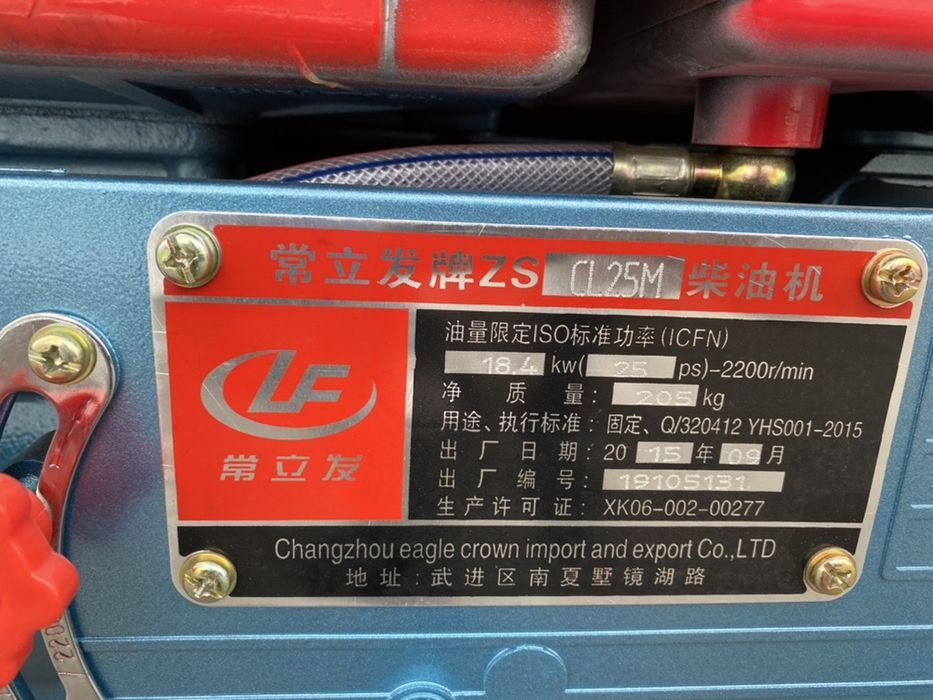 常立发牌ZS CL25M 柴油机
油量限定ISO标准功率(ICFN)
18.4 kw( 25 ps)-2200r/min
净质量: 205 kg
用途、执行标准: 固定、Q/320412 YHS001-2015
出厂日期: 20 15 年 09 月
出厂编号: 19105131
生产许可证: XK06-002-00277
LF
常立发
Changzhou eagle crown import and export Co.,LTD
地址: 武进区南夏墅镜湖路
220